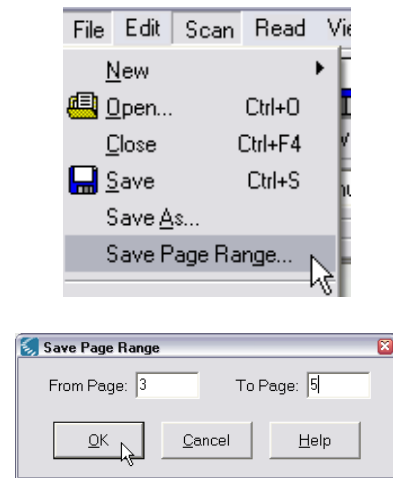 File Edit Scan Read Vie
New
Open... Ctrl+O
Close Ctrl+F4
Save Ctrl+S
Save As...
Save Page Range...
Save Page Range
From Page: 3 To Page: 5
OK Cancel Help